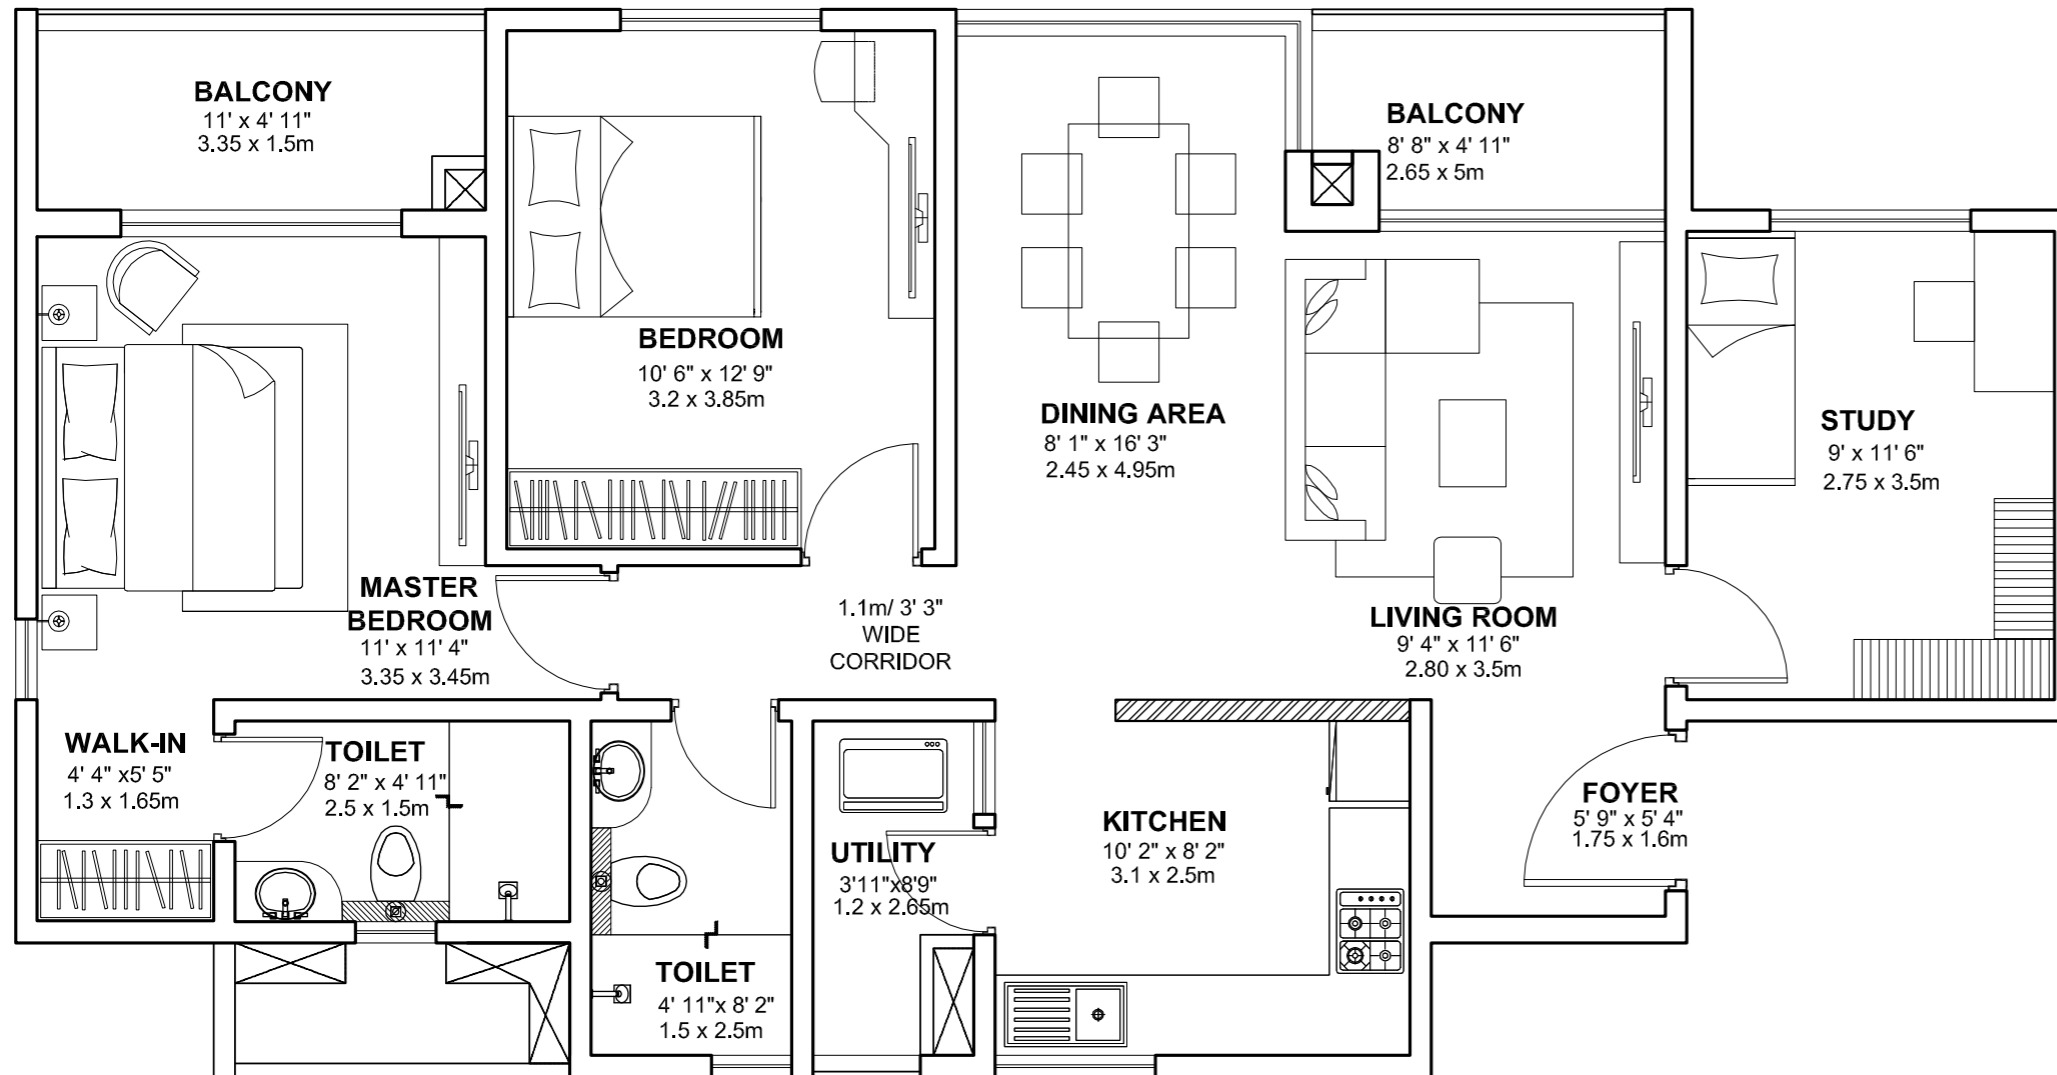 BALCONY
11' x 4' 11"
3.35 x 1.5m
BALCONY
8' 8" x 4' 11"
2.65 x 5m
BEDROOM
10' 6" x 12' 9"
3.2 x 3.85m
DINING AREA
8' 1" x 16' 3"
2.45 x 4.95m
STUDY
9' x 11' 6"
2.75 x 3.5m
MASTER
BEDROOM
11' x 11' 4"
3.35 x 3.45m
1.1m/ 3' 3"
WIDE
CORRIDOR
LIVING ROOM
9' 4" x 11' 6"
2.80 x 3.5m
WALK-IN
4' 4" x5' 5"
1.3 x 1.65m
TOILET
8' 2" x 4' 11"
2.5 x 1.5m
UTILITY
3'11"x8'9"
1.2 x 2.65m
KITCHEN
10' 2" x 8' 2"
3.1 x 2.5m
FOYER
5' 9" x 5' 4"
1.75 x 1.6m
TOILET
4' 11"x 8' 2"
1.5 x 2.5m